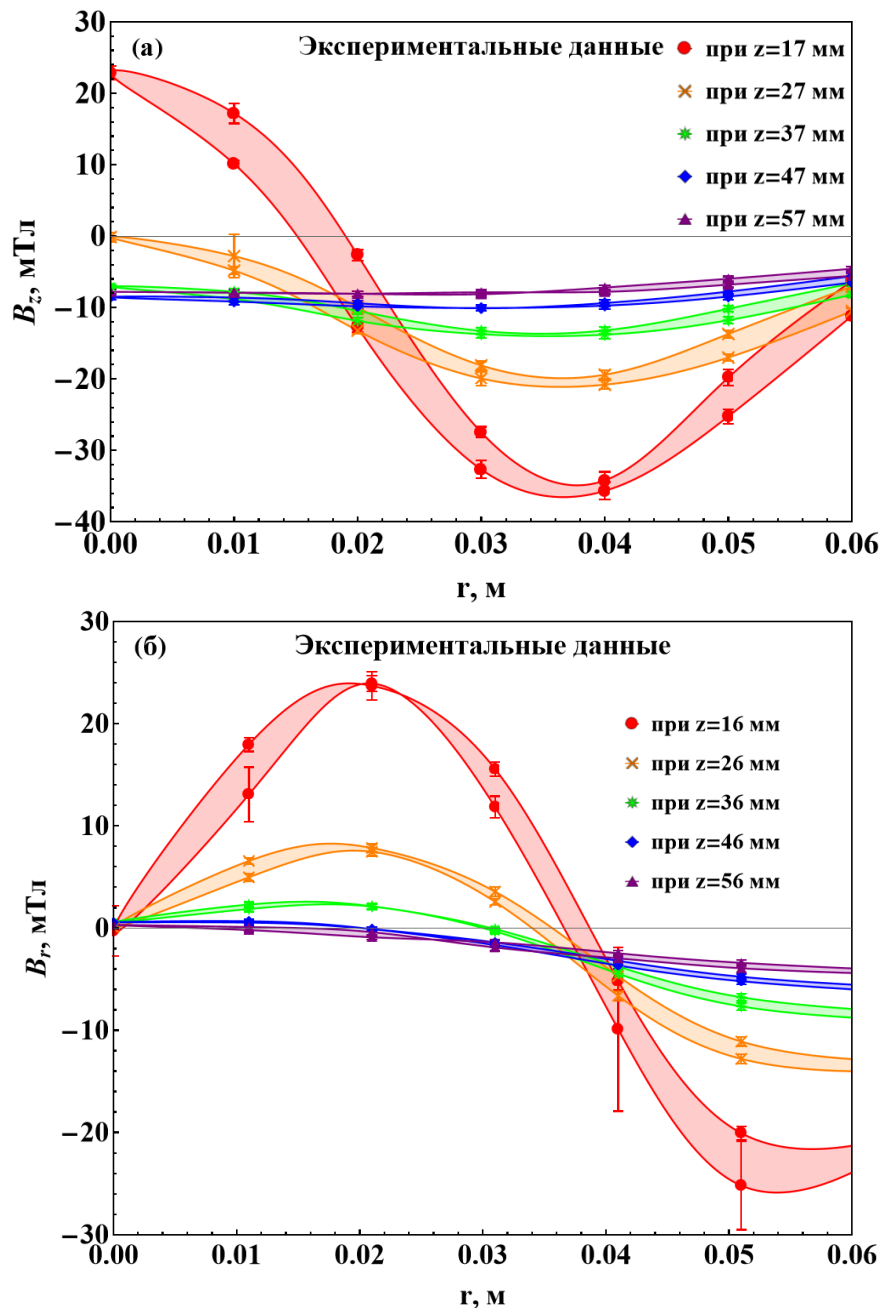 (а) Экспериментальные данные
при z=17 мм
при z=27 мм
при z=37 мм
при z=47 мм
при z=57 мм
B_z, мТл
30
20
10
0
−10
−20
−30
−40
0.00 0.01 0.02 0.03 0.04 0.05 0.06
r, м
(б) Экспериментальные данные
при z=16 мм
при z=26 мм
при z=36 мм
при z=46 мм
при z=56 мм
B_r, мТл
30
20
10
0
−10
−20
−30
0.00 0.01 0.02 0.03 0.04 0.05 0.06
r, м